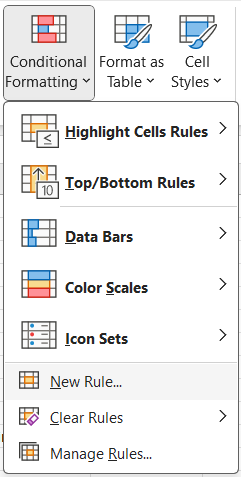 Conditional Formatting
Format as Table
Cell Styles
≤
Highlight Cells Rules
10
Top/Bottom Rules
Data Bars
Color Scales
Icon Sets
New Rule...
Clear Rules
Manage Rules...